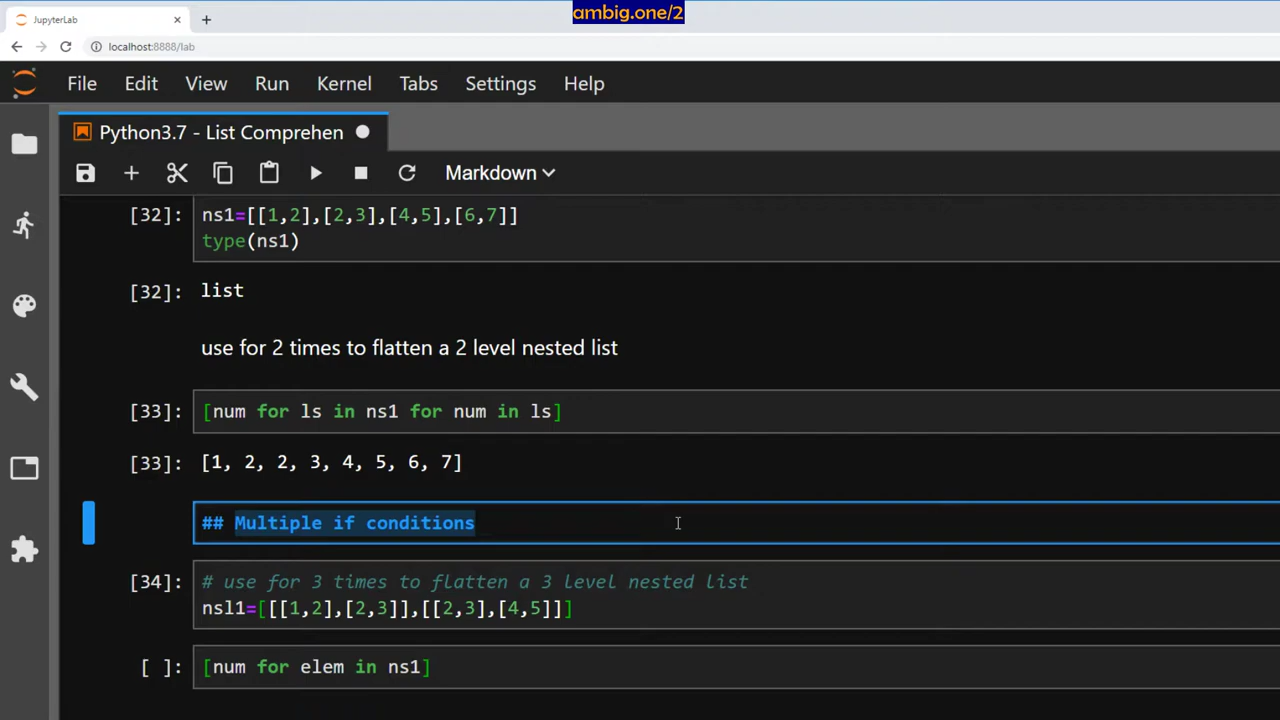 ambig.one/2
JupyterLab
localhost:8888/lab
File Edit View Run Kernel Tabs Settings Help
Python3.7 - List Comprehen
Markdown
[32]: ns1=[[1,2],[2,3],[4,5],[6,7]]
type(ns1)
[32]: list
use for 2 times to flatten a 2 level nested list
[33]: [num for ls in ns1 for num in ls]
[33]: [1, 2, 2, 3, 4, 5, 6, 7]
## Multiple if conditions
[34]: # use for 3 times to flatten a 3 level nested list
nsl1=[[[1,2],[2,3]],[[2,3],[4,5]]]
[ ]: [num for elem in ns1]